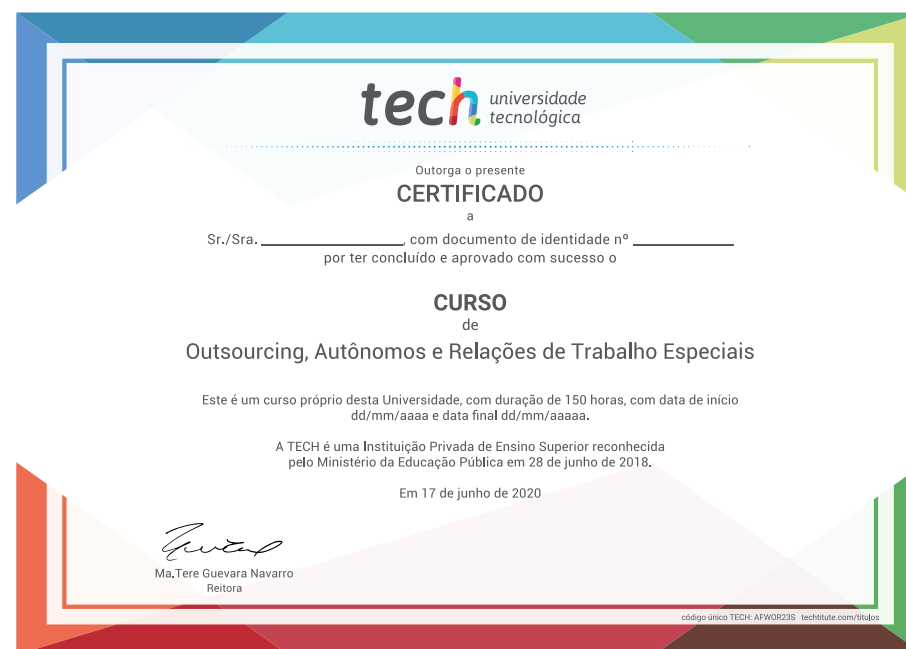 tech universidade
tecnológica
Outorga o presente
CERTIFICADO
a
Sr./Sra. ______________, com documento de identidade nº __________
por ter concluído e aprovado com sucesso o
CURSO
de
Outsourcing, Autônomos e Relações de Trabalho Especiais
Este é um curso próprio desta Universidade, com duração de 150 horas, com data de início
dd/mm/aaaa e data final dd/mm/aaaaa.
A TECH é uma Instituição Privada de Ensino Superior reconhecida
pelo Ministério da Educação Pública em 28 de junho de 2018.
Em 17 de junho de 2020
Ma.Tere Guevara Navarro
Reitora
código único TECH: AFWOR23S techtitute.com/titulos